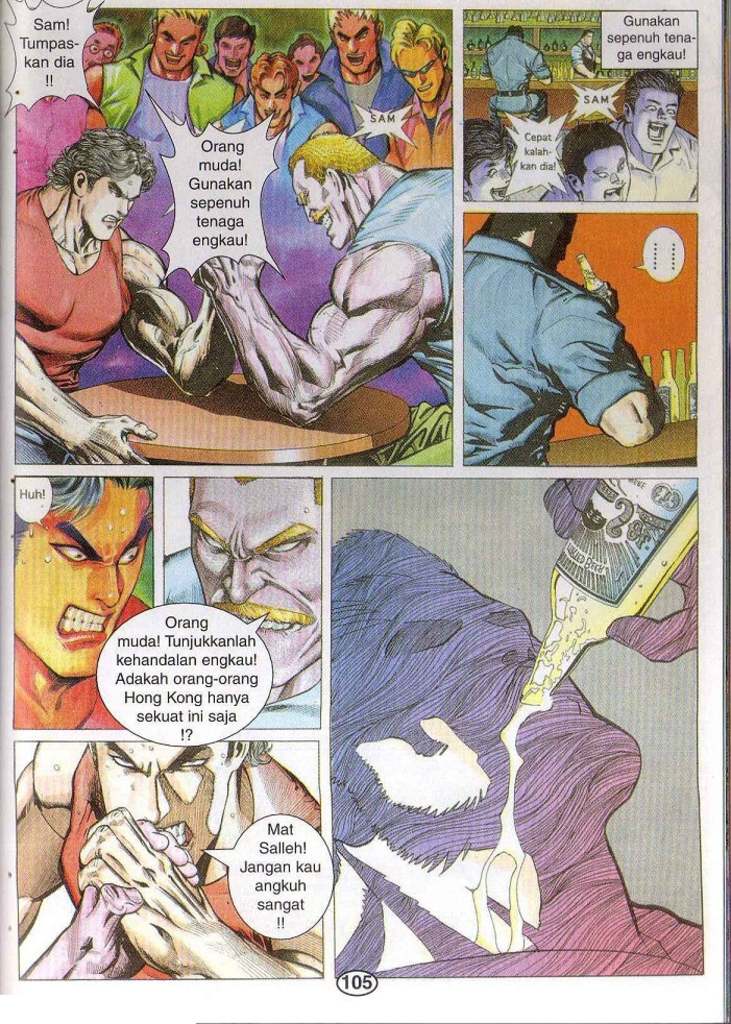 Sam!
Tumpas-
kan dia
!!
Orang
muda!
Gunakan
sepenuh
tenaga
engkau!
SAM
Gunakan
sepenuh tena-
ga engkau!
SAM
Cepat
kalah-
kan dia!
Huh!
Orang
muda! Tunjukkanlah
kehandalan engkau!
Adakah orang-orang
Hong Kong hanya
sekuat ini saja
!?
Mat
Salleh!
Jangan kau
angkuh
sangat
!!
105